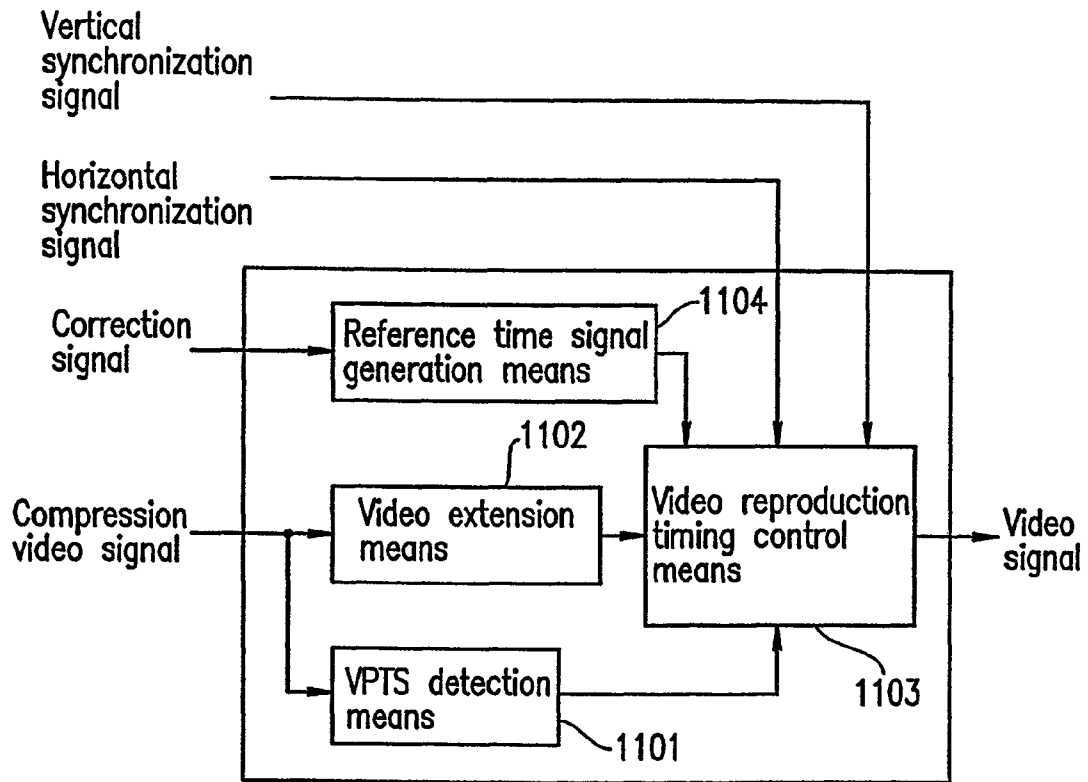 Vertical
synchronization
signal
Horizontal
synchronization
signal
Correction
signal
1104
Reference time signal
generation means
1102
Compression
video signal
Video extension
means
Video reproduction
timing control
means
Video
signal
VPTS detection
means
1103
1101